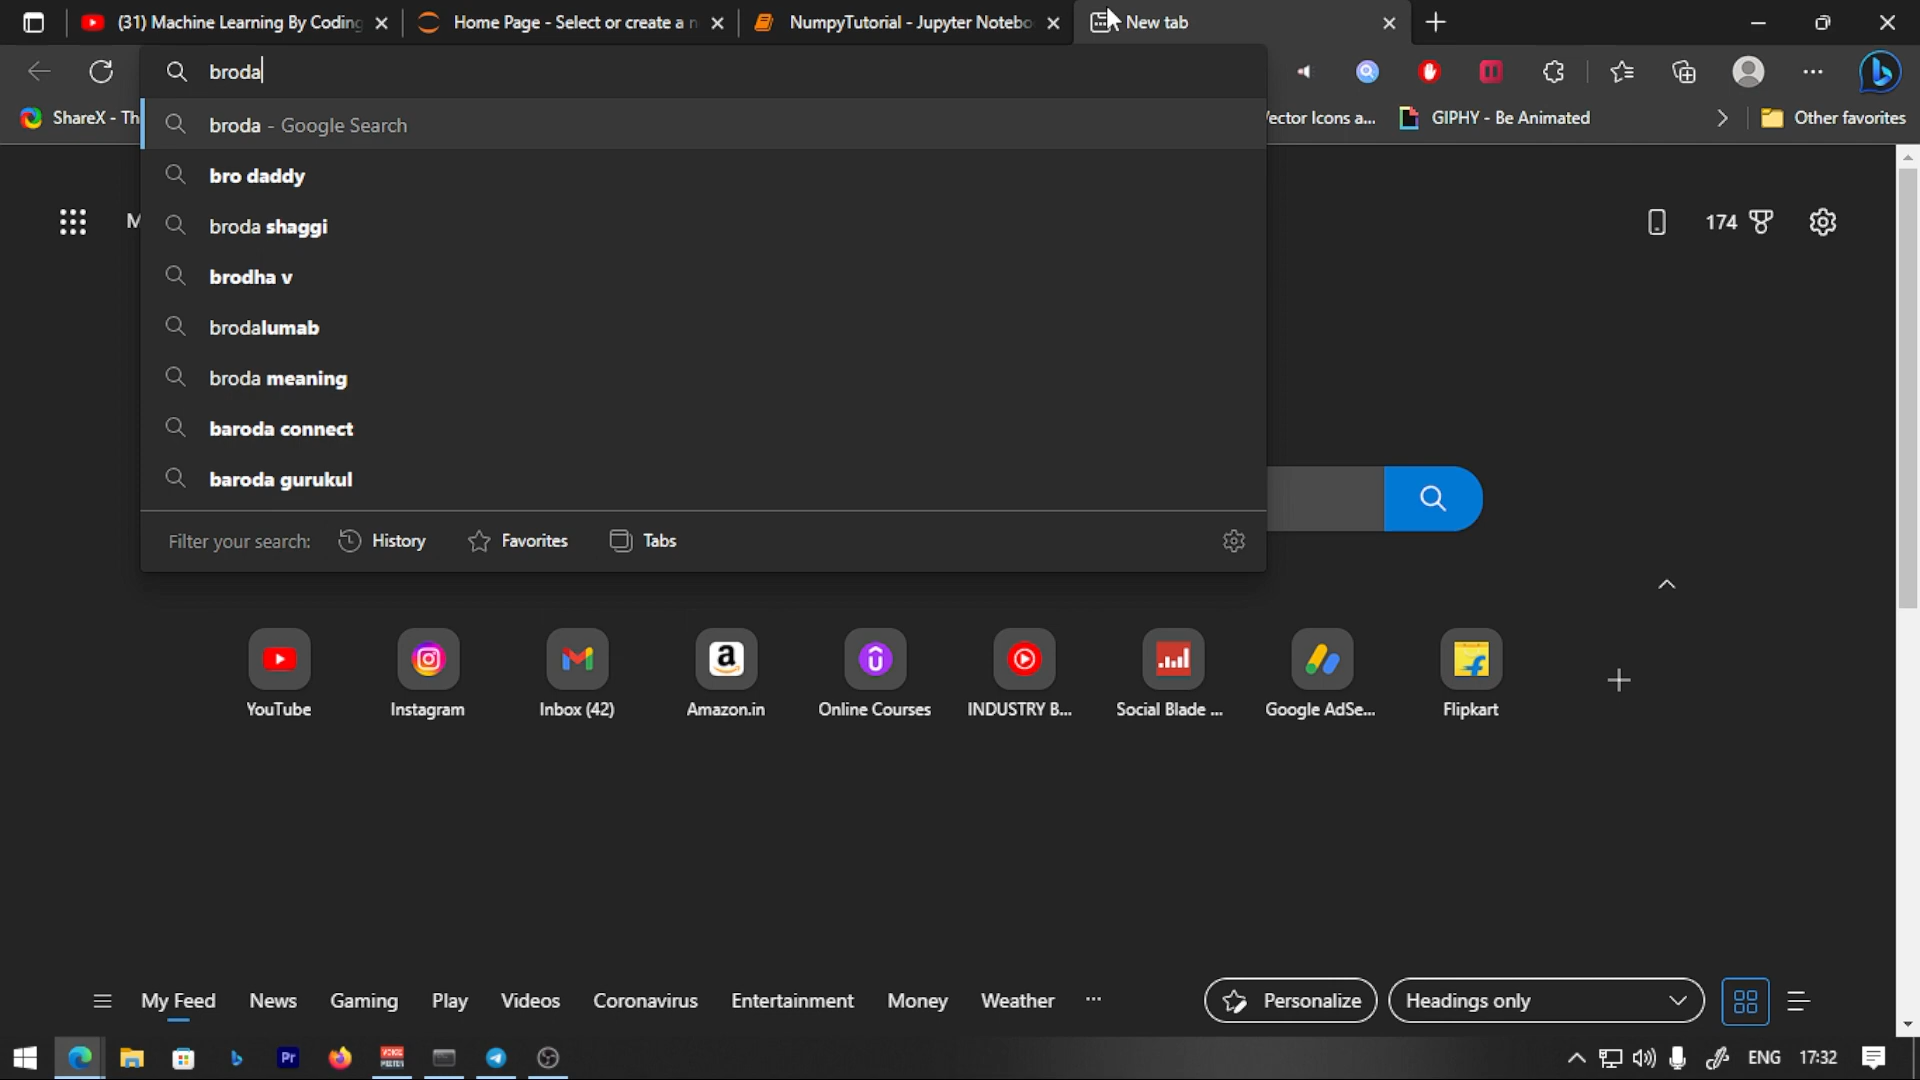 (31) Machine Learning By Coding
Home Page - Select or create a n
NumpyTutorial - Jupyter Notebo
New tab
broda
ShareX - Th
broda - Google Search
bro daddy
broda shaggi
brodha v
brodalumab
broda meaning
baroda connect
baroda gurukul
Filter your search:
History
Favorites
Tabs
ector Icons a...
GIPHY - Be Animated
Other favorites
M
174
YouTube
Instagram
Inbox (42)
Amazon.in
Online Courses
INDUSTRY B...
Social Blade ...
Google AdSe...
Flipkart
My Feed
News
Gaming
Play
Videos
Coronavirus
Entertainment
Money
Weather
...
Personalize
Headings only
Pr
ENG
17:32